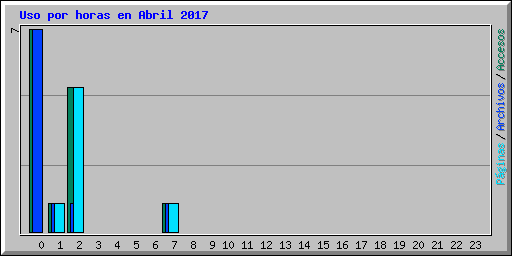 Uso por horas en Abril 2017
7
Páginas / Archivos / Accesos
0 1 2 3 4 5 6 7 8 9 10 11 12 13 14 15 16 17 18 19 20 21 22 23